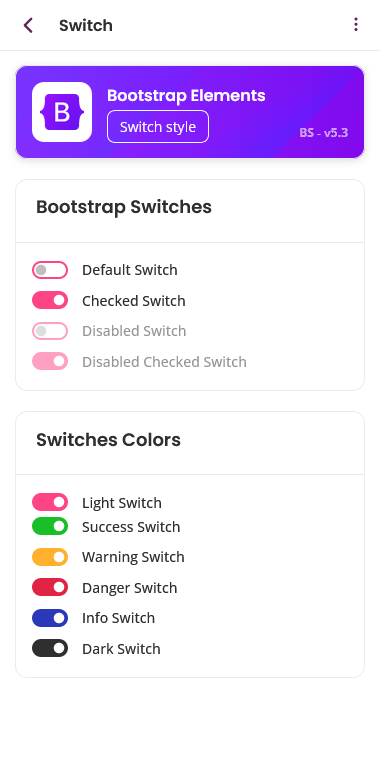 Switch
B
Bootstrap Elements
Switch style
BS - v5.3
Bootstrap Switches
Default Switch
Checked Switch
Disabled Switch
Disabled Checked Switch
Switches Colors
Light Switch
Success Switch
Warning Switch
Danger Switch
Info Switch
Dark Switch